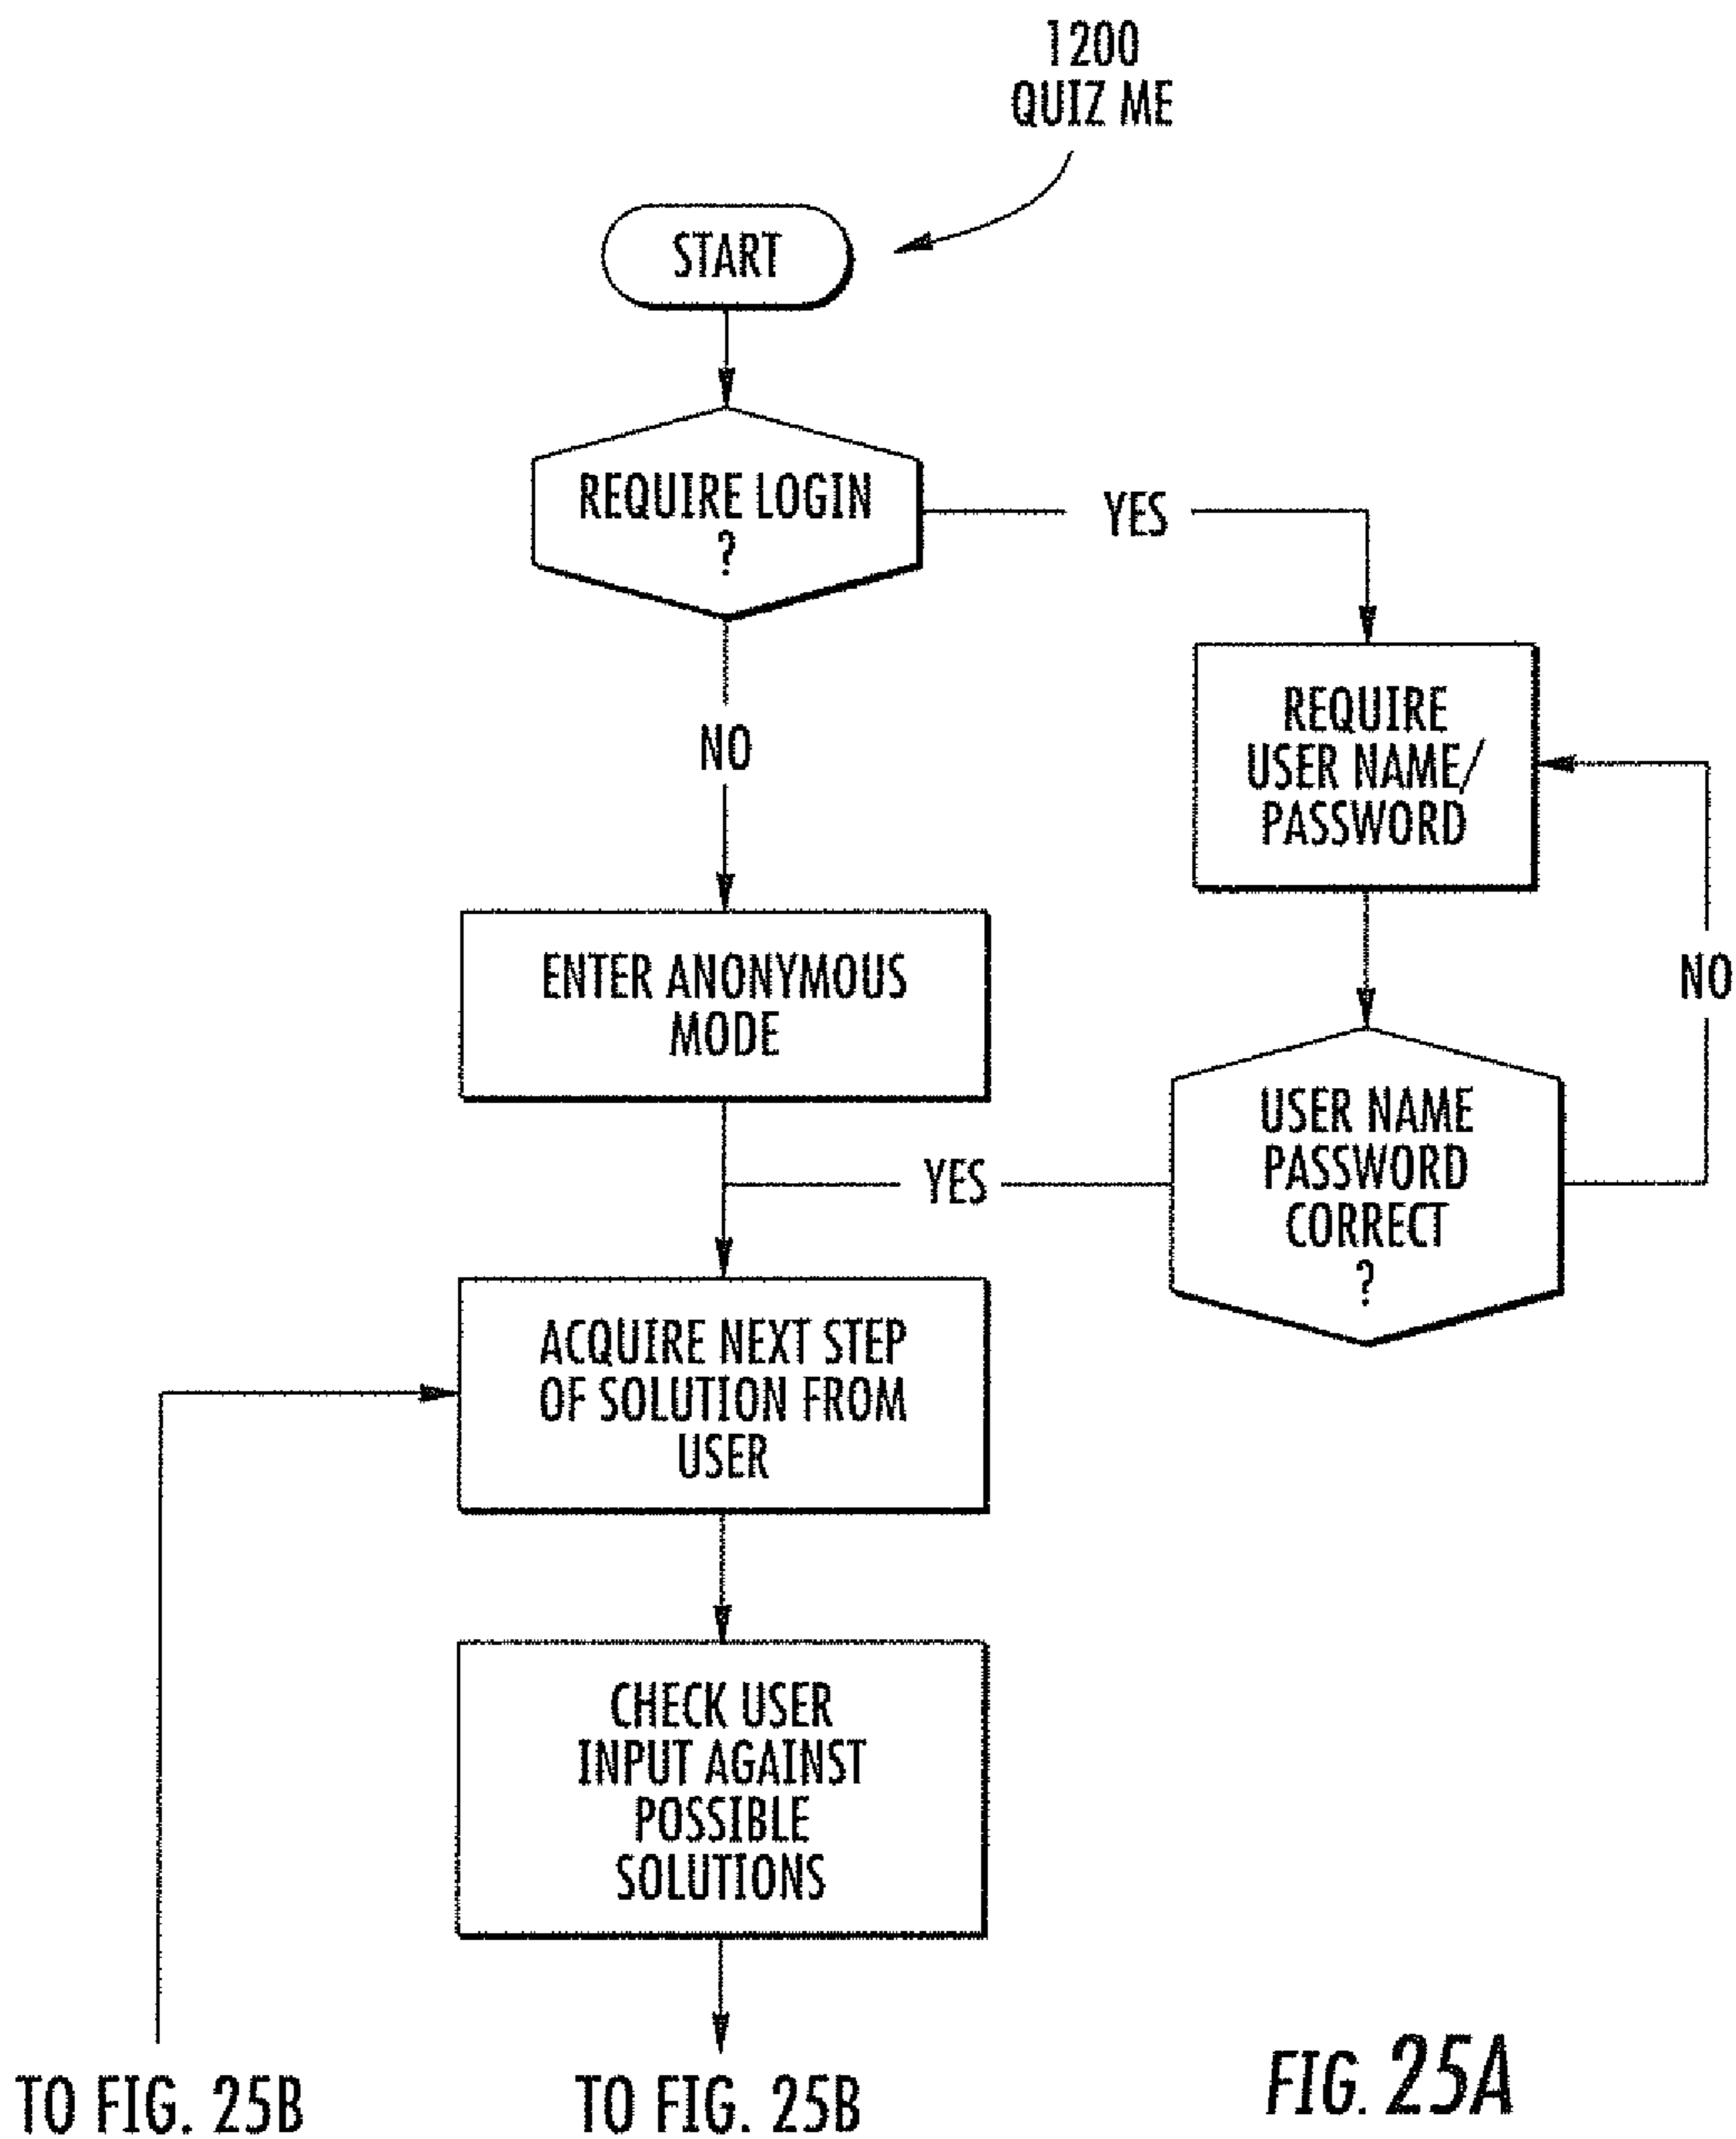 1200
QUIZ ME
START
REQUIRE LOGIN
?
YES
NO
REQUIRE
USER NAME/
PASSWORD
NO
ENTER ANONYMOUS
MODE
USER NAME
PASSWORD
CORRECT
?
YES
ACQUIRE NEXT STEP
OF SOLUTION FROM
USER
CHECK USER
INPUT AGAINST
POSSIBLE
SOLUTIONS
TO FIG. 25B
TO FIG. 25B
FIG. 25A